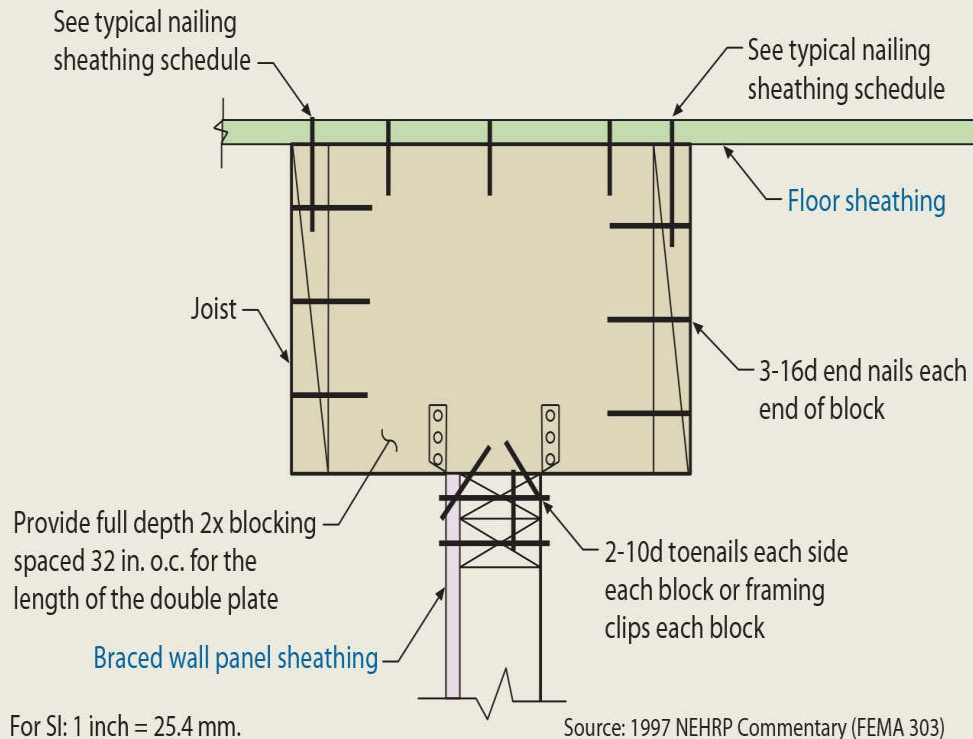 See typical nailing
sheathing schedule
See typical nailing
sheathing schedule
Floor sheathing
Joist
3-16d end nails each
end of block
Provide full depth 2x blocking
spaced 32 in. o.c. for the
length of the double plate
2-10d toenails each side
each block or framing
clips each block
Braced wall panel sheathing
For SI: 1 inch = 25.4 mm.
Source: 1997 NEHRP Commentary (FEMA 303)